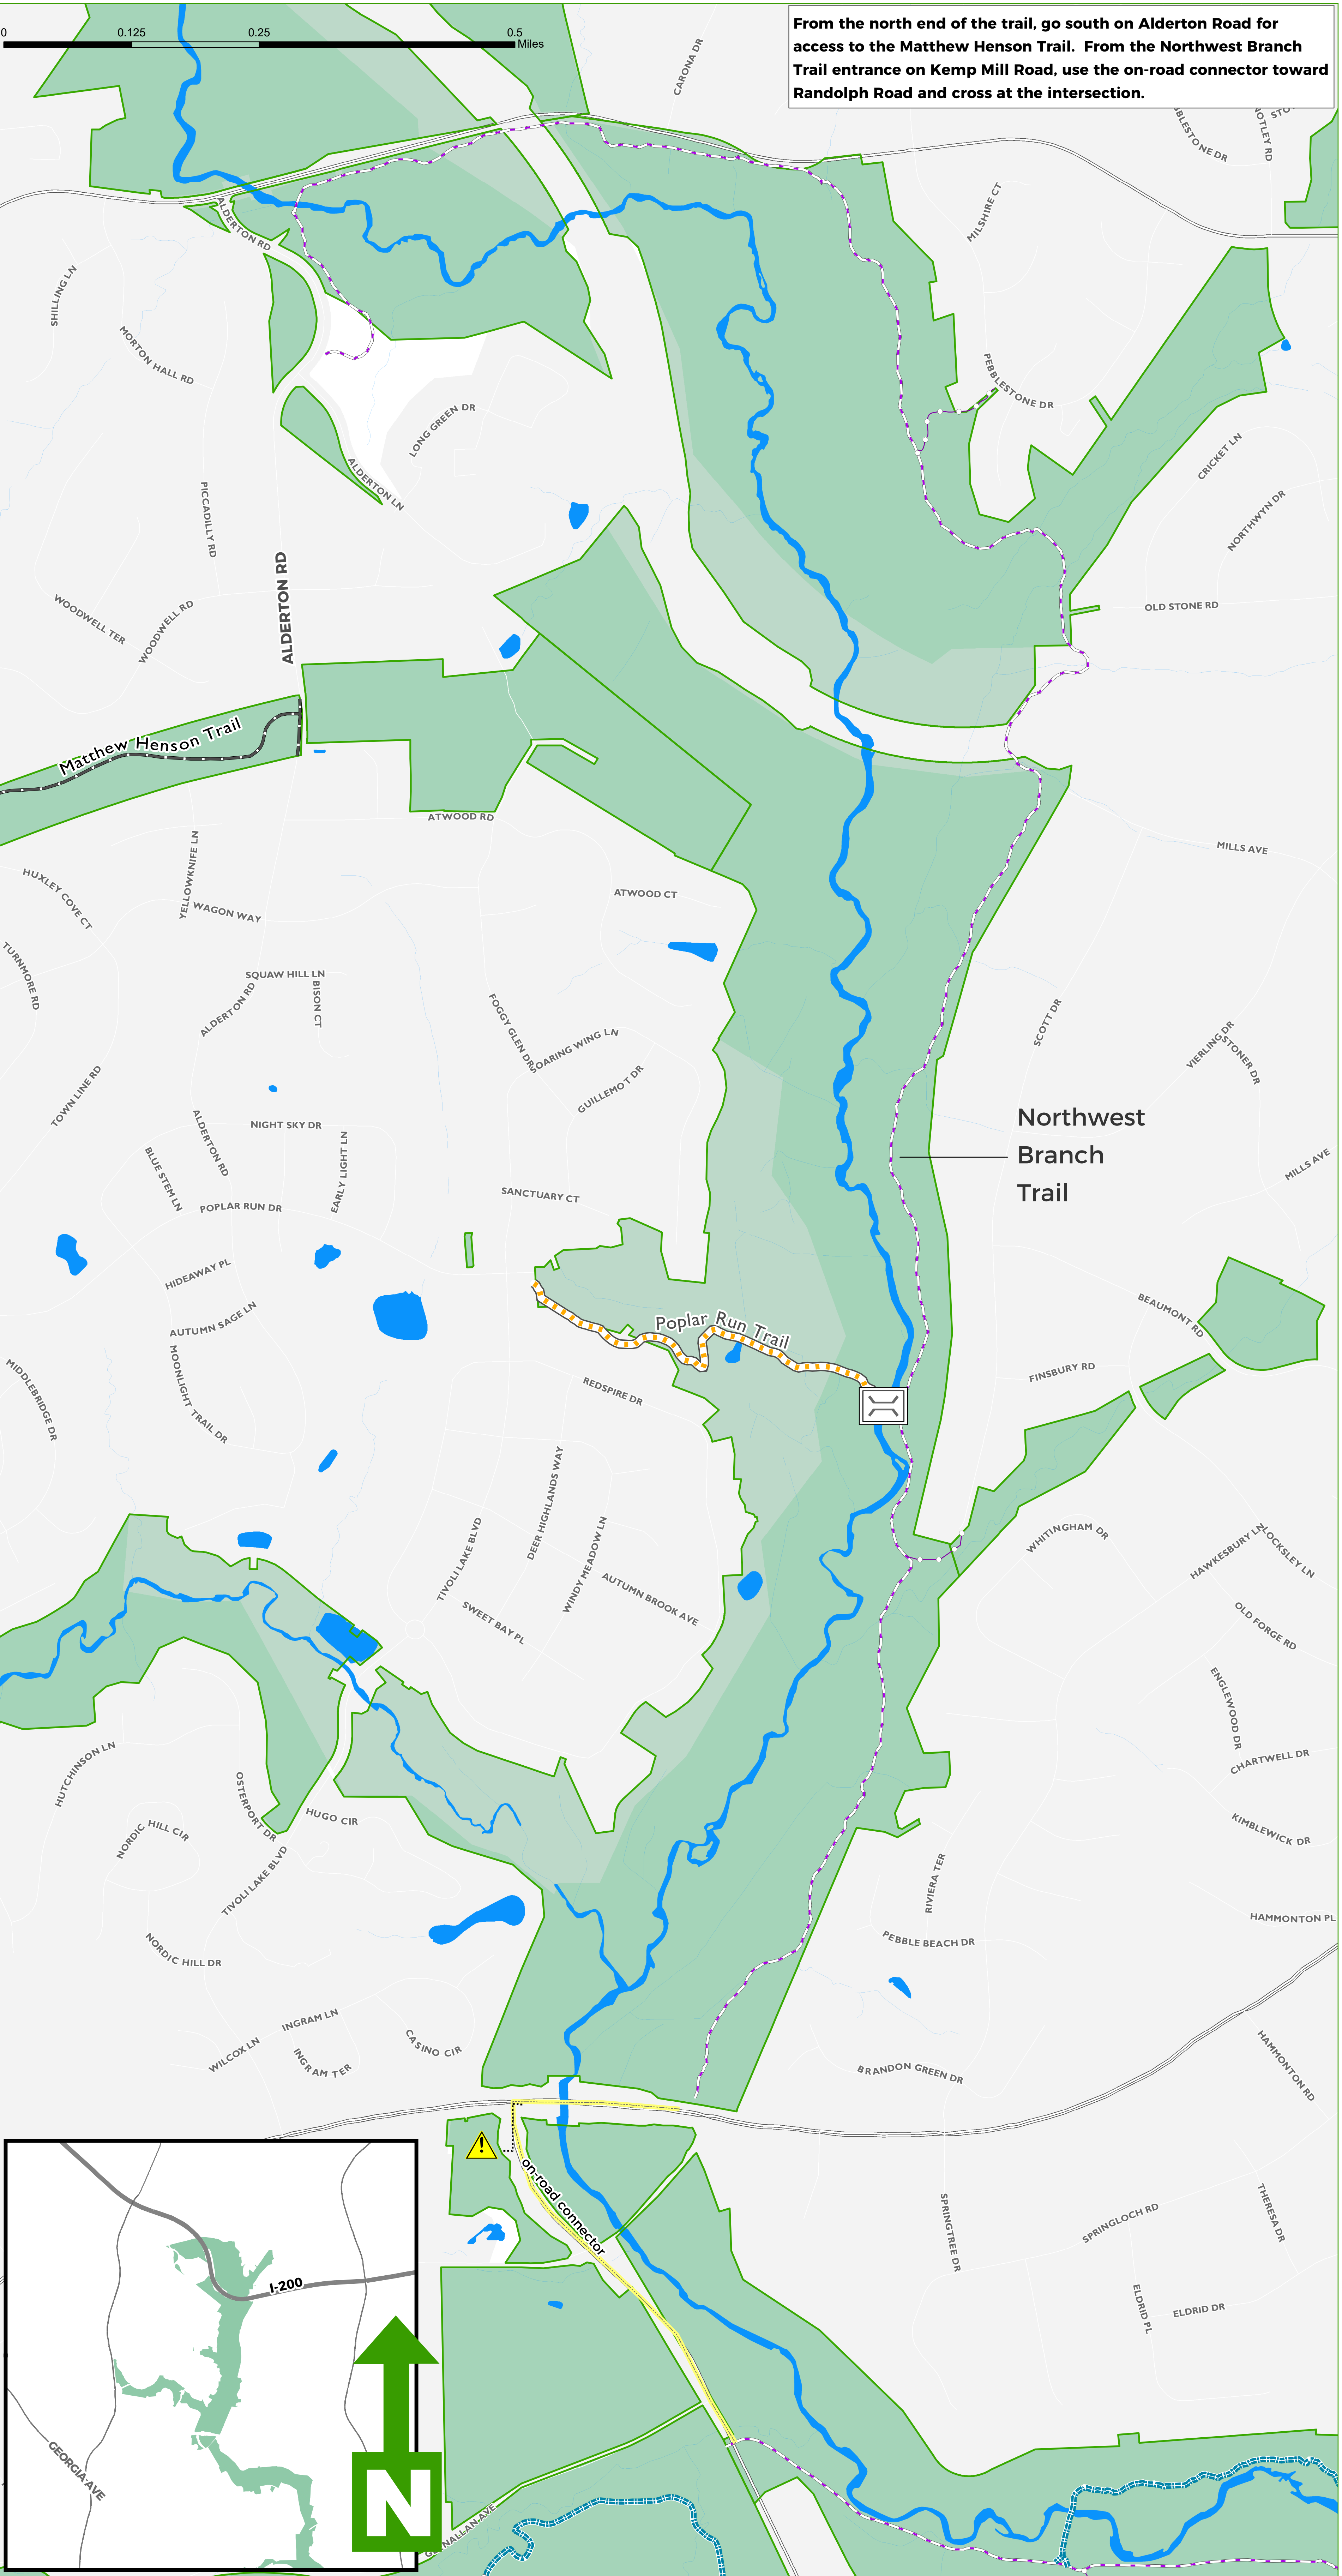 0 0.125 0.25 0.5
Miles
From the north end of the trail, go south on Alderton Road for
access to the Matthew Henson Trail. From the Northwest Branch
Trail entrance on Kemp Mill Road, use the on-road connector toward
Randolph Road and cross at the intersection.
CARONA DR
NOTLEY RD
MILSHIRE CT
ALDERTON RD
SHILLING LN
MORTON HALL RD
PEBBLESTONE DR
LONG GREEN DR
CRICKET LN
ALDERTON LN
PICCADILLY RD
NORTHWYN DR
ALDERTON RD
WOODWELL TER
WOODWELL RD
OLD STONE RD
Matthew Henson Trail
ATWOOD RD
MILLS AVE
YELLOWKNIFE LN
HUXLEY COVE CT
ATWOOD CT
WAGON WAY
TURNMORE RD
SQUAW HILL LN
ALDERTON RD
BISON CT
FOGGY GLEN DR
SOARING WING LN
SCOTT DR
VIERLING DR
STONER DR
GUILLEMOT DR
TOWN LINE RD
NIGHT SKY DR
ALDERTON RD
Northwest
Branch
Trail
BLUE STEM LN
EARLY LIGHT LN
MILLS AVE
SANCTUARY CT
POPLAR RUN DR
HIDEAWAY PL
Poplar Run Trail
BEAUMONT RD
AUTUMN SAGE LN
MIDDLEBRIDGE DR
MOONLIGHT TRAIL DR
REDSPIRE DR
FINSBURY RD
DEER HIGHLANDS WAY
TIVOLI LAKE BLVD
WINDY MEADOW LN
WHITINGHAM DR
HAWKESBURY LN
LOCKSLEY LN
AUTUMN BROOK AVE
SWEET BAY PL
OLD FORGE RD
ENGLEWOOD DR
HUTCHINSON LN
OSTERPORT DR
CHARTWELL DR
HUGO CIR
NORDIC HILL CIR
KIMBLEWICK DR
TIVOLI LAKE BLVD
RIVIERA TER
HAMMONTON PL
NORDIC HILL DR
PEBBLE BEACH DR
INGRAM LN
WILCOX LN
INGRAM TER
CASINO CIR
BRANDON GREEN DR
HAMMONTON RD
!
on-road connector
SPRINGTREE DR
SPRINGLOCH RD
THERESA DR
I-200
ELDRID PL
ELDRID DR
GEORGIA AVE
N